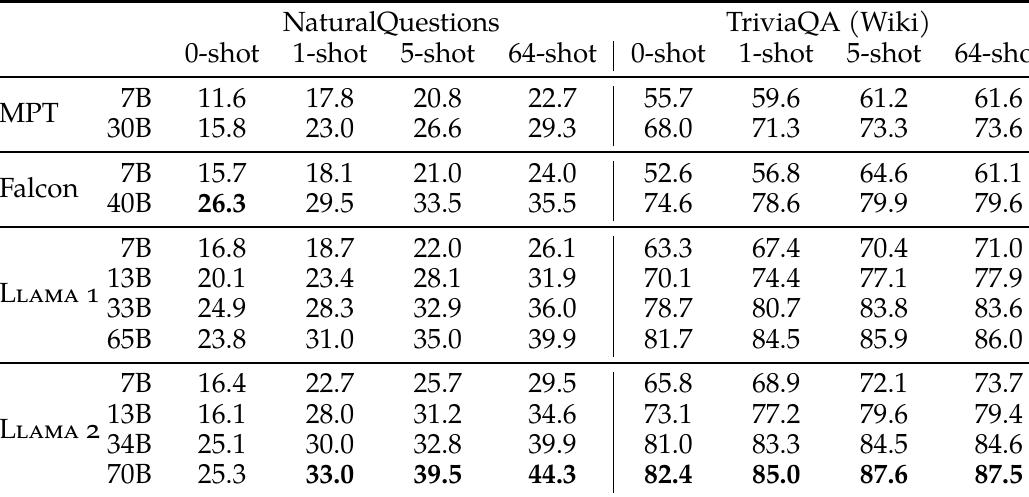 NaturalQuestions TriviaQA (Wiki)
0-shot 1-shot 5-shot 64-shot 0-shot 1-shot 5-shot 64-shot
MPT 7B 11.6 17.8 20.8 22.7 55.7 59.6 61.2 61.6
30B 15.8 23.0 26.6 29.3 68.0 71.3 73.3 73.6
Falcon 7B 15.7 18.1 21.0 24.0 52.6 56.8 64.6 61.1
40B 26.3 29.5 33.5 35.5 74.6 78.6 79.9 79.6
Llama 1 7B 16.8 18.7 22.0 26.1 63.3 67.4 70.4 71.0
13B 20.1 23.4 28.1 31.9 70.1 74.4 77.1 77.9
33B 24.9 28.3 32.9 36.0 78.7 80.7 83.8 83.6
65B 23.8 31.0 35.0 39.9 81.7 84.5 85.9 86.0
Llama 2 7B 16.4 22.7 25.7 29.5 65.8 68.9 72.1 73.7
13B 16.1 28.0 31.2 34.6 73.1 77.2 79.6 79.4
34B 25.1 30.0 32.8 39.9 81.0 83.3 84.5 84.6
70B 25.3 33.0 39.5 44.3 82.4 85.0 87.6 87.5